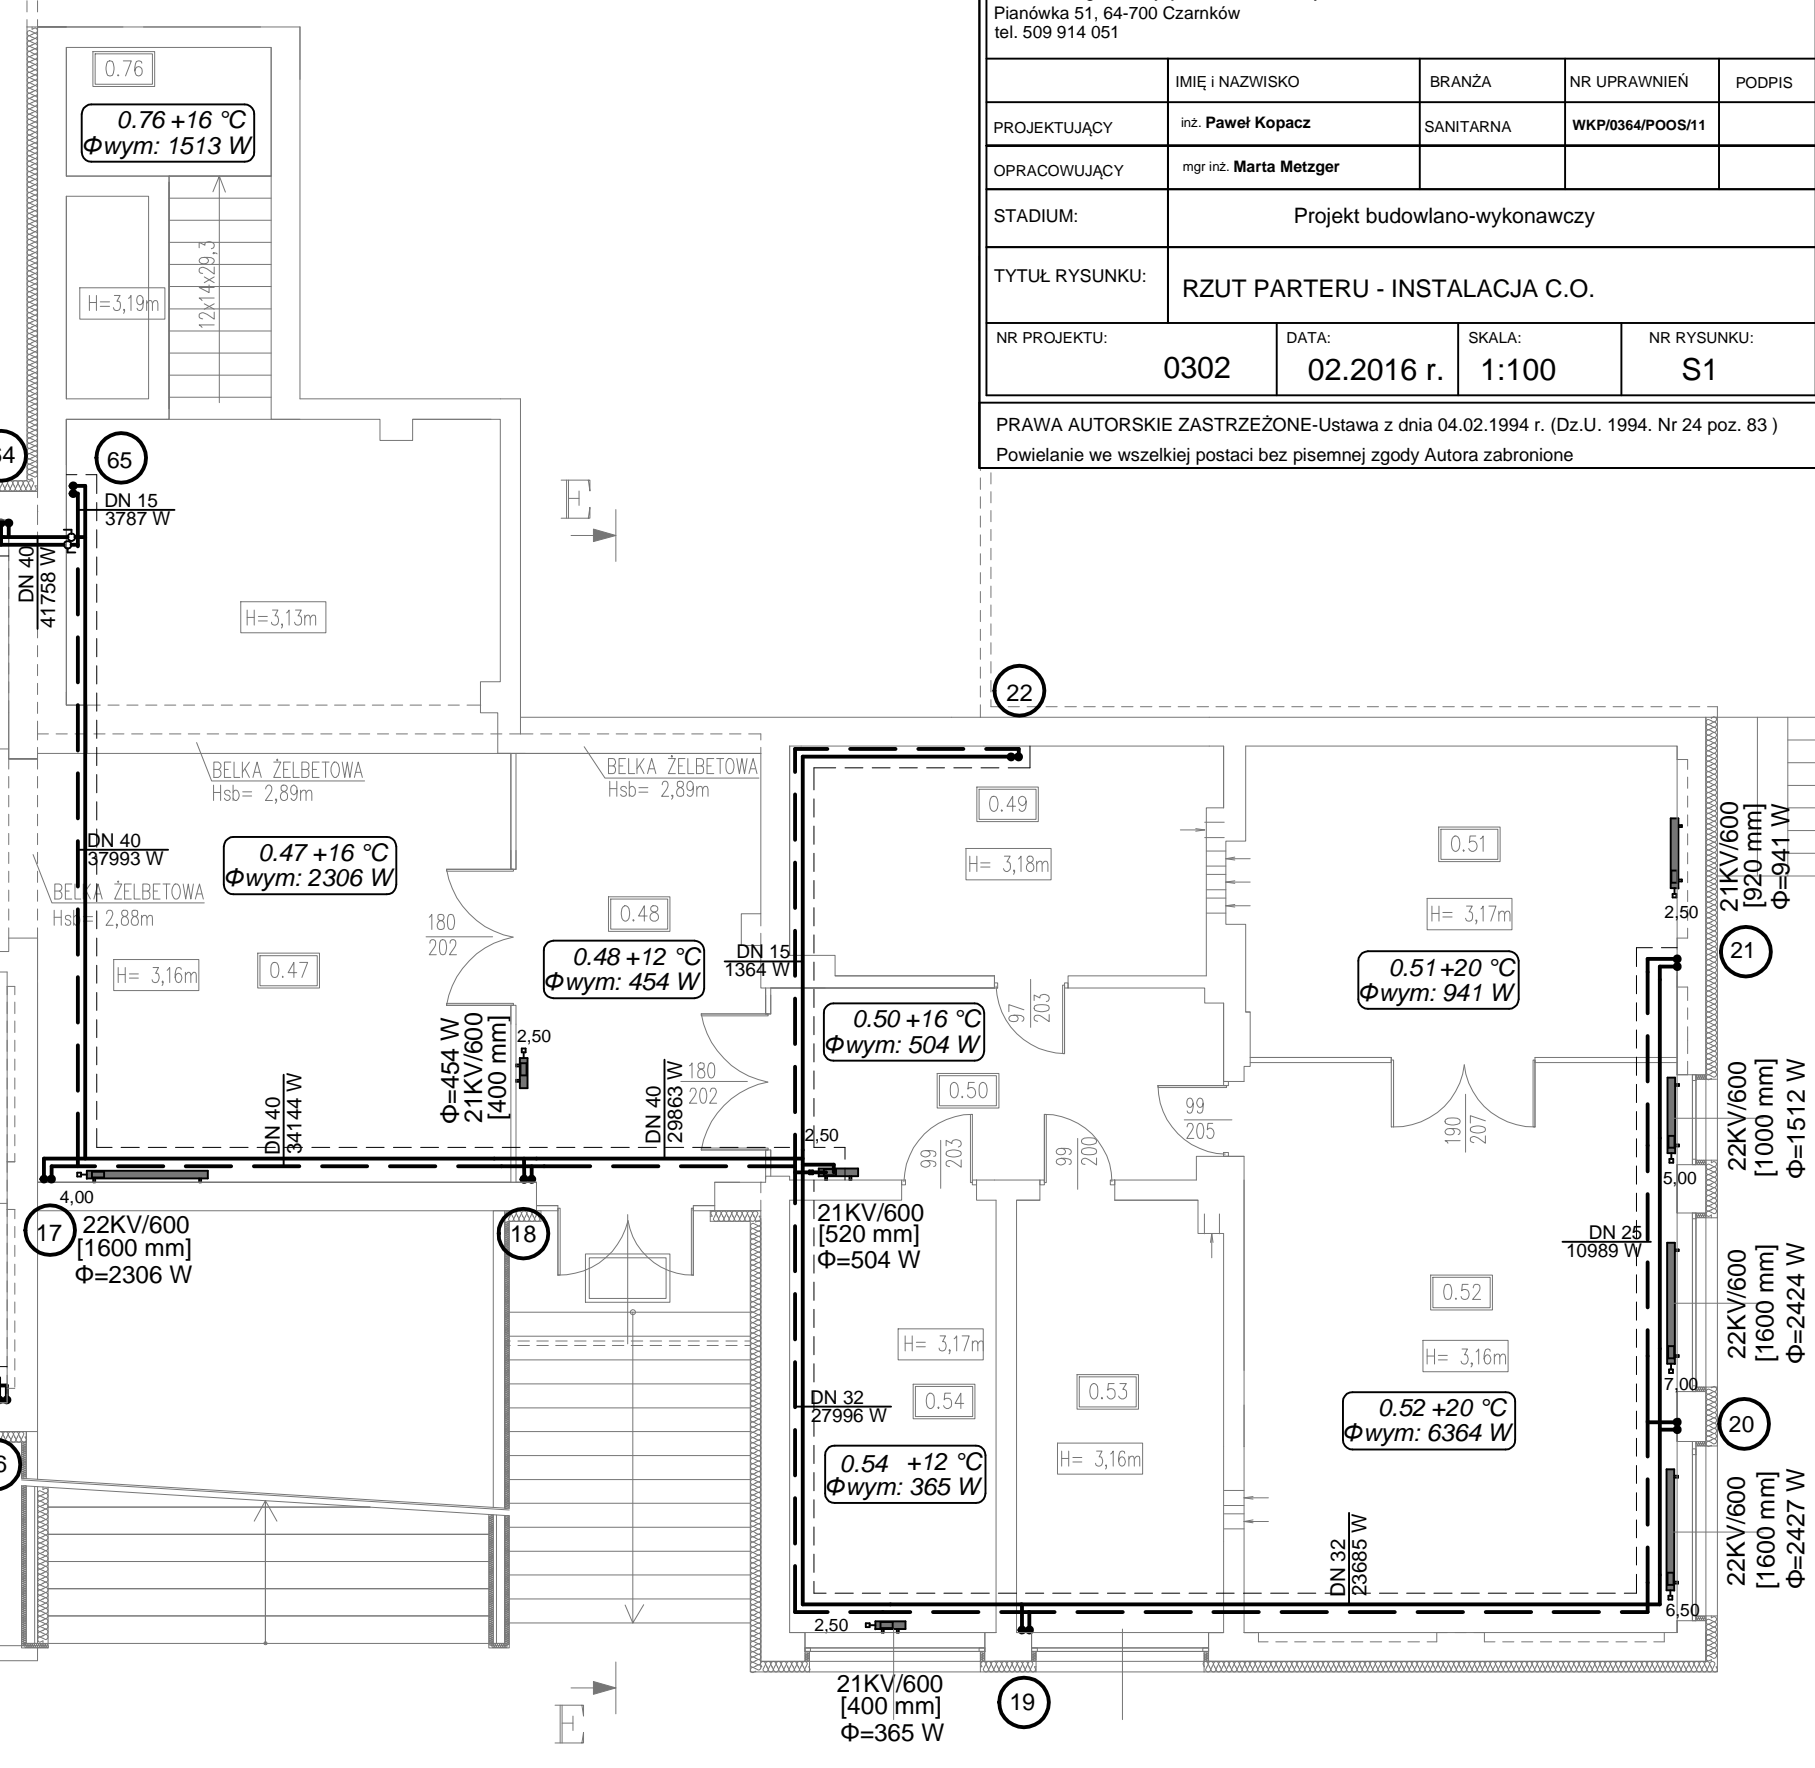 Pianówka 51, 64-700 Czarnków
tel. 509 914 051
IMIĘ i NAZWISKO
BRANŻA
NR UPRAWNIEŃ
PODPIS
PROJEKTUJĄCY
inż. Paweł Kopacz
SANITARNA
WKP/0364/POOS/11
OPRACOWUJĄCY
mgr inż. Marta Metzger
STADIUM:
Projekt budowlano-wykonawczy
TYTUŁ RYSUNKU:
RZUT PARTERU - INSTALACJA C.O.
NR PROJEKTU:
0302
DATA:
02.2016 r.
SKALA:
1:100
NR RYSUNKU:
S1
PRAWA AUTORSKIE ZASTRZEŻONE-Ustawa z dnia 04.02.1994 r. (Dz.U. 1994. Nr 24 poz. 83 )
Powielanie we wszelkiej postaci bez pisemnej zgody Autora zabronione
0.76
0.76 +16 °C
Φwym: 1513 W
H=3,19m
12x14x29,3
65
DN 15
3787 W
DN 40
41758 W
H=3,13m
E
22
BELKA ŻELBETOWA
Hsb= 2,89m
BELKA ŻELBETOWA
Hsb= 2,89m
DN 40
37993 W
0.47 +16 °C
Φwym: 2306 W
BELKA ŻELBETOWA
Hsb= 2,88m
H= 3,16m
0.47
180
202
0.48
0.48 +12 °C
Φwym: 454 W
DN 15
1364 W
0.49
H= 3,18m
0.51
H= 3,17m
0.51 +20 °C
Φwym: 941 W
2,50
21KV/600
[920 mm]
Φ=941 W
21
0.50 +16 °C
Φwym: 504 W
0.50
97
203
Φ=454 W
21KV/600
[400 mm]
2,50
180
202
DN 40
34144 W
DN 40
29863 W
2,50
99
203
99
200
99
205
190
207
22KV/600
[1000 mm]
Φ=1512 W
5,00
4,00
17
22KV/600
[1600 mm]
Φ=2306 W
18
21KV/600
[520 mm]
Φ=504 W
DN 25
10989 W
0.52
H= 3,16m
0.52 +20 °C
Φwym: 6364 W
22KV/600
[1600 mm]
Φ=2424 W
7,00
20
H= 3,17m
0.54
DN 32
27996 W
0.54 +12 °C
Φwym: 365 W
0.53
H= 3,16m
DN 32
23685 W
22KV/600
[1600 mm]
Φ=2427 W
6,50
2,50
21KV/600
[400 mm]
Φ=365 W
19
E